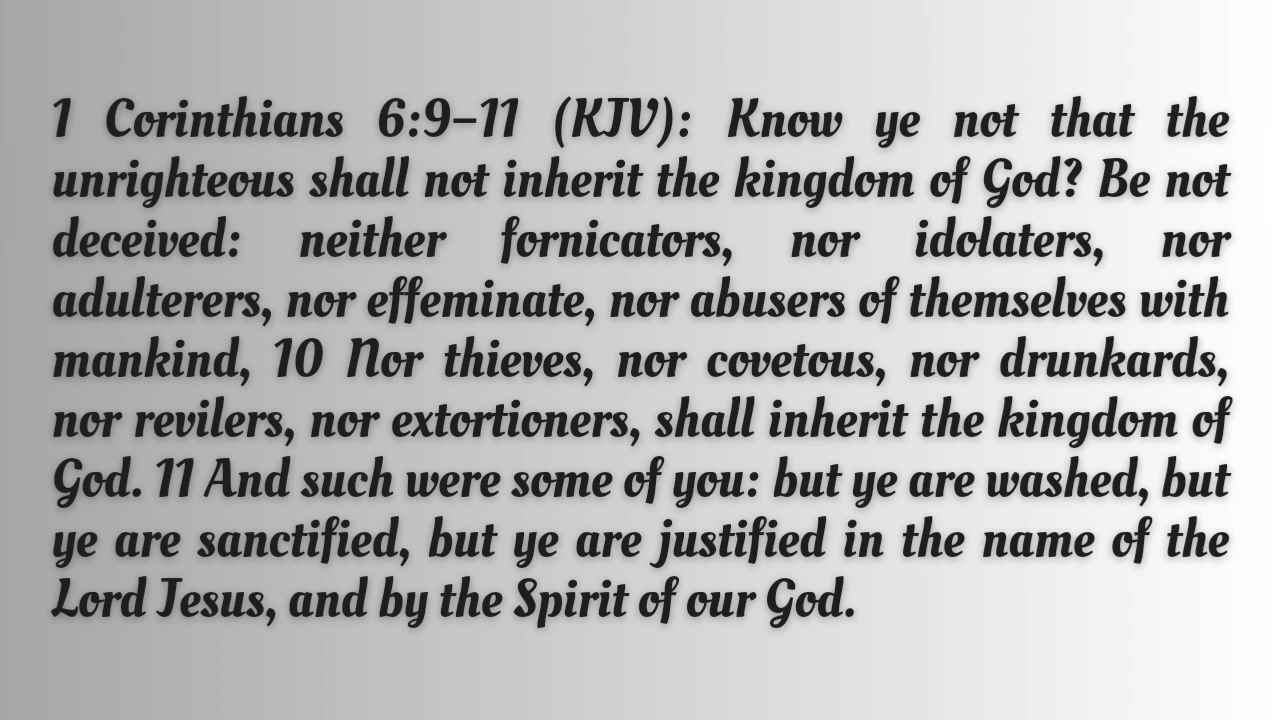 1 Corinthians 6:9–11 (KJV): Know ye not that the
unrighteous shall not inherit the kingdom of God? Be not
deceived: neither fornicators, nor idolaters, nor
adulterers, nor effeminate, nor abusers of themselves with
mankind, 10 Nor thieves, nor covetous, nor drunkards,
nor revilers, nor extortioners, shall inherit the kingdom of
God. 11 And such were some of you: but ye are washed, but
ye are sanctified, but ye are justified in the name of the
Lord Jesus, and by the Spirit of our God.